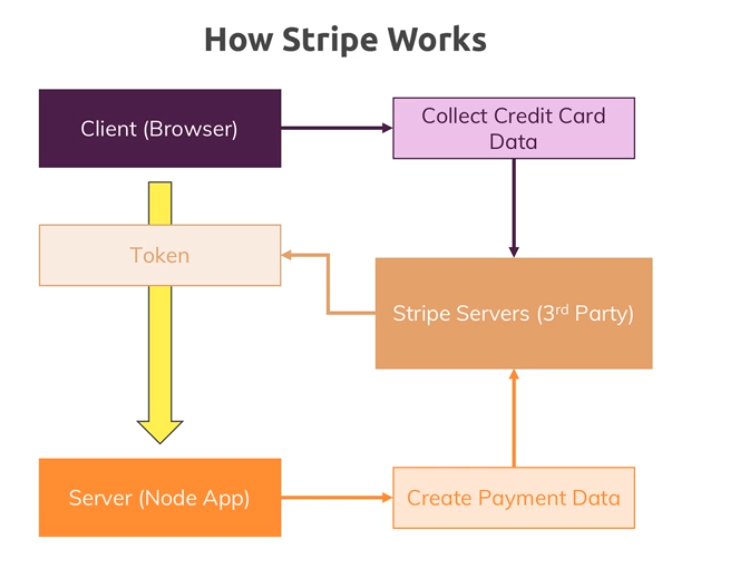 How Stripe Works
Client (Browser)
Collect Credit Card
Data
Token
Stripe Servers (3rd Party)
Server (Node App)
Create Payment Data